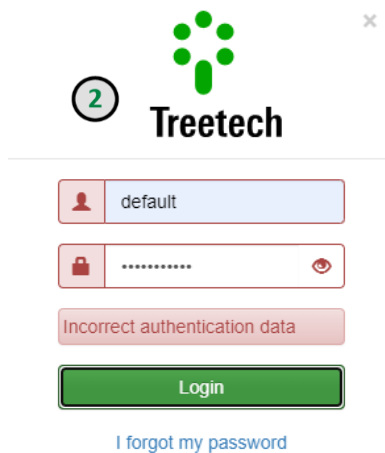 ×
2
Treetech
default
•••••••••••
Incorrect authentication data
Login
I forgot my password